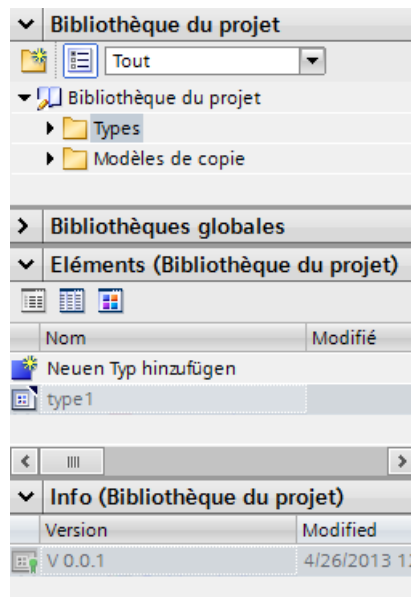 Bibliothèque du projet
Tout
Bibliothèque du projet
Types
Modèles de copie
Bibliothèques globales
Eléments (Bibliothèque du projet)
Nom Modifié
Neuen Typ hinzufügen
type1
Info (Bibliothèque du projet)
Version Modified
V 0.0.1 4/26/2013